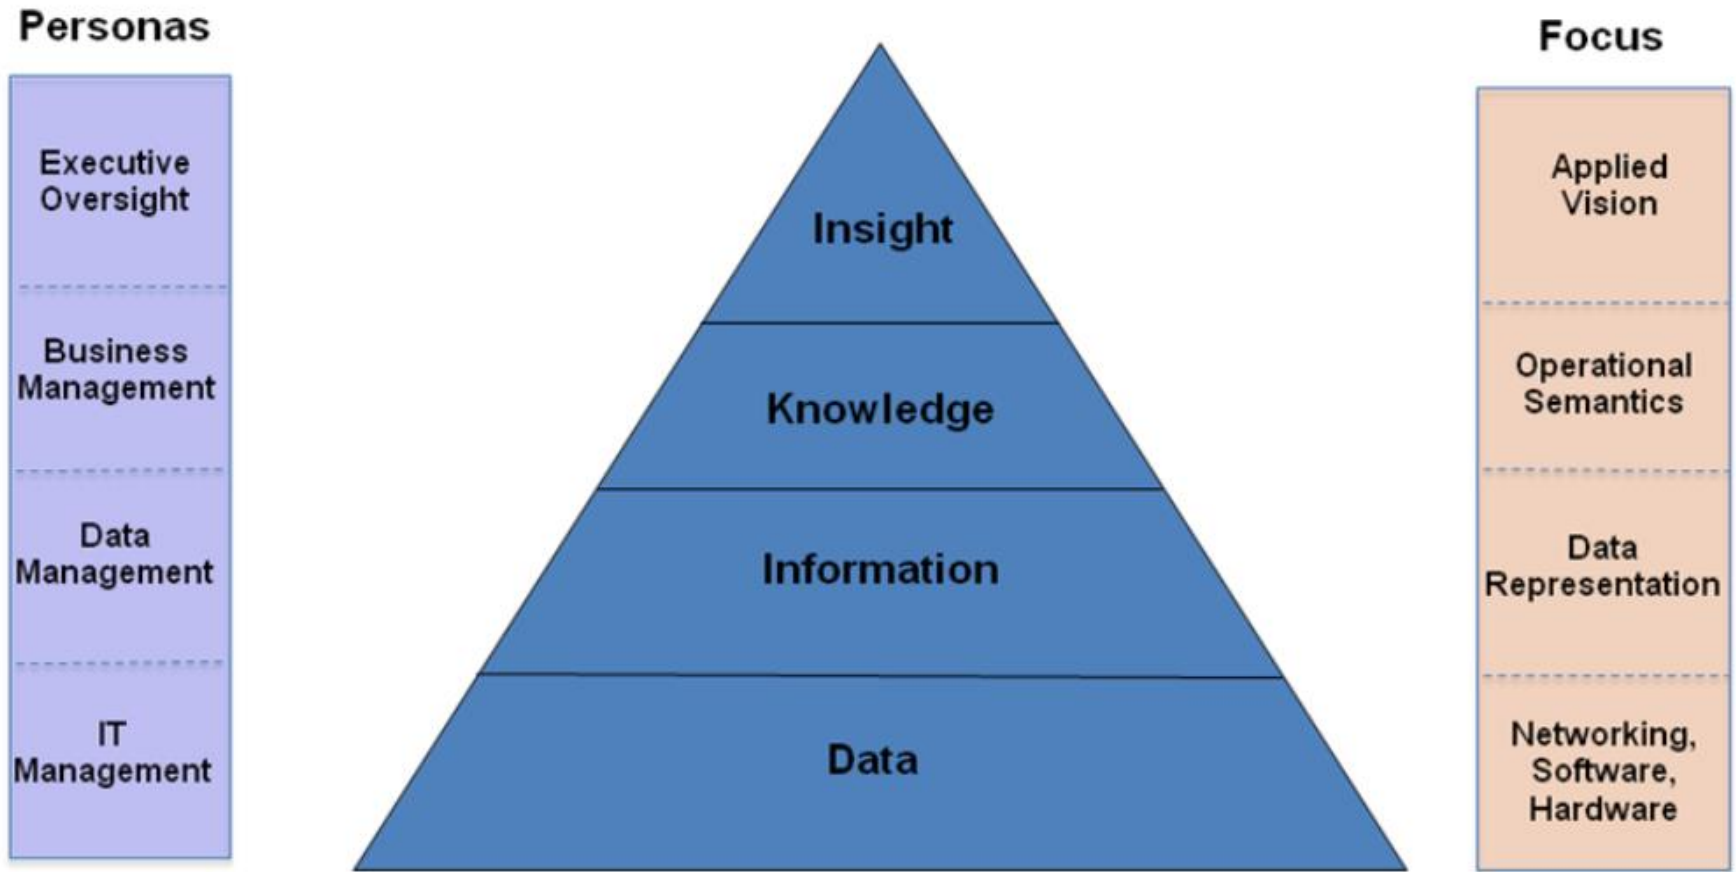 Personas
Executive
Oversight
Business
Management
Data
Management
IT
Management
Insight
Knowledge
Information
Data
Focus
Applied
Vision
Operational
Semantics
Data
Representation
Networking,
Software,
Hardware